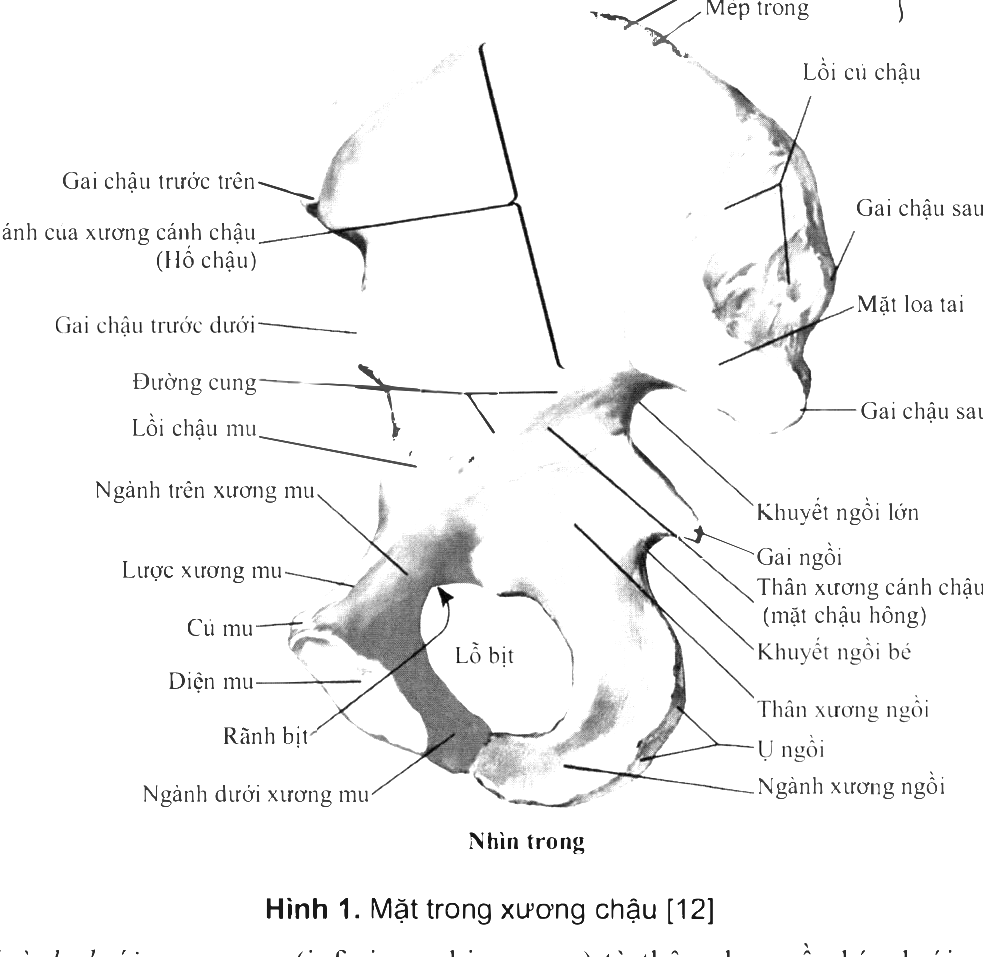 Mép trong
Lồi củ chậu
Gai chậu trước trên
Gai chậu sau
ánh của xương cánh chậu
(Hố chậu)
Mặt loa tai
Gai chậu trước dưới
Đường cung
Gai chậu sau
Lồi chậu mu
Ngành trên xương mu
Khuyết ngồi lớn
Gai ngồi
Lược xương mu
Thân xương cánh chậu
(mặt chậu hông)
Củ mu
Khuyết ngồi bé
Lỗ bịt
Diện mu
Thân xương ngồi
Rãnh bịt
Ụ ngồi
Ngành xương ngồi
Ngành dưới xương mu
Nhìn trong
Hình 1. Mặt trong xương chậu [12]